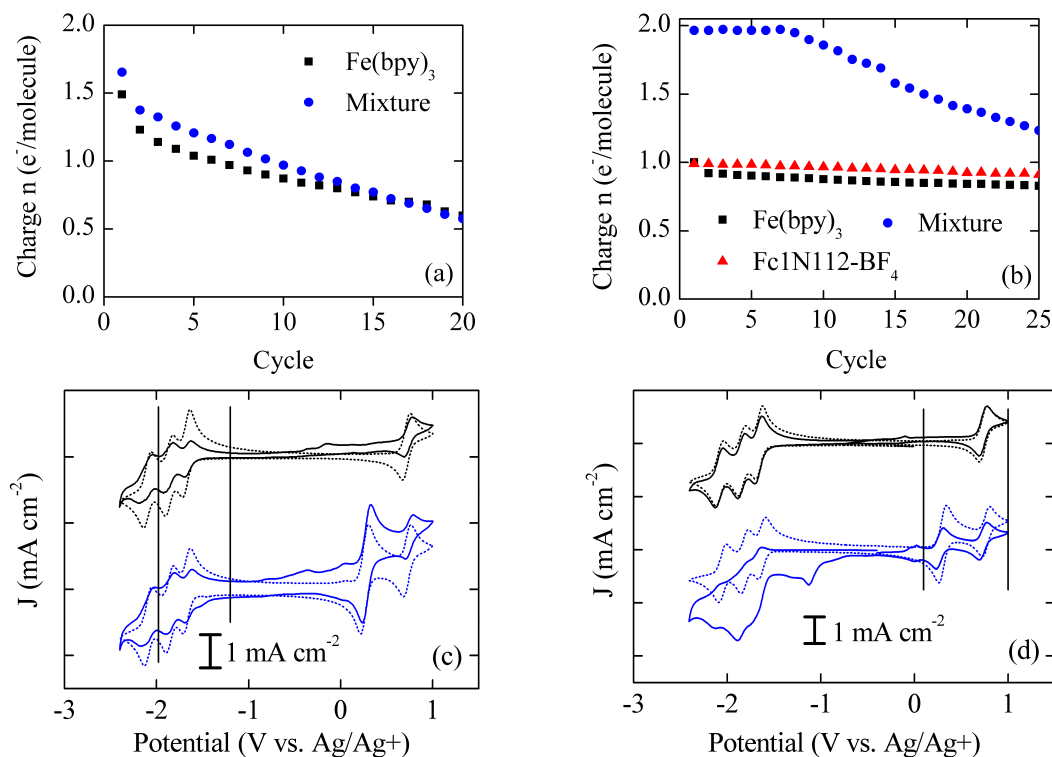 2.0
1.5
1.0
0.5
0.0
Charge n (e⁻/molecule)
Fe(bpy)₃
Mixture
(a)
0 5 10 15 20
Cycle
2.0
1.5
1.0
0.5
0.0
Charge n (e⁻/molecule)
Fe(bpy)₃
Mixture
Fc1N112-BF₄
(b)
0 5 10 15 20 25
Cycle
J (mA cm⁻²)
1 mA cm⁻²
(c)
-3 -2 -1 0 1
Potential (V vs. Ag/Ag+)
J (mA cm⁻²)
1 mA cm⁻²
(d)
-3 -2 -1 0 1
Potential (V vs. Ag/Ag+)